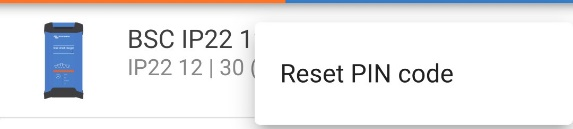 BSC IP22 1
IP22 12 | 30 (
Reset PIN code